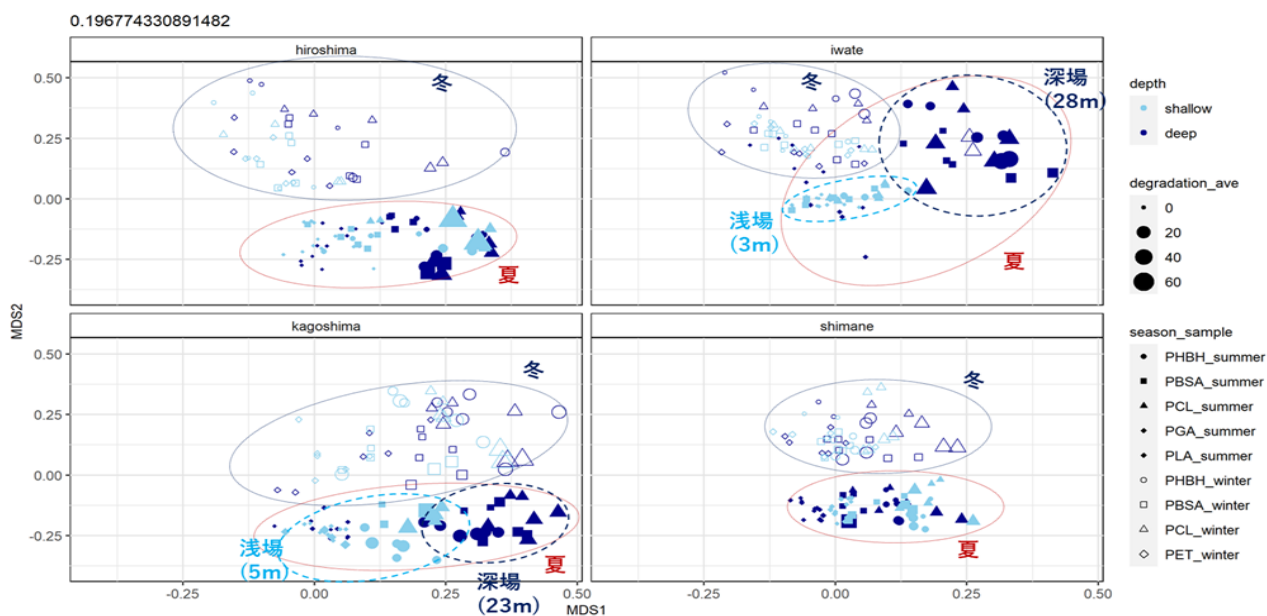 0.196774330891482
hiroshima
iwate
0.50
0.25
0.00
-0.25
冬
夏
冬
深場
(28m)
浅場
(3m)
夏
kagoshima
shimane
0.50
0.25
0.00
-0.25
冬
浅場
(5m)
深場
(23m)
夏
冬
夏
-0.25
0.00
0.25
0.50
-0.25
0.00
0.25
0.50
MDS1
MDS2
depth
shallow
deep
degradation_ave
0
20
40
60
season_sample
PHBH_summer
PBSA_summer
PCL_summer
PGA_summer
PLA_summer
PHBH_winter
PBSA_winter
PCL_winter
PET_winter